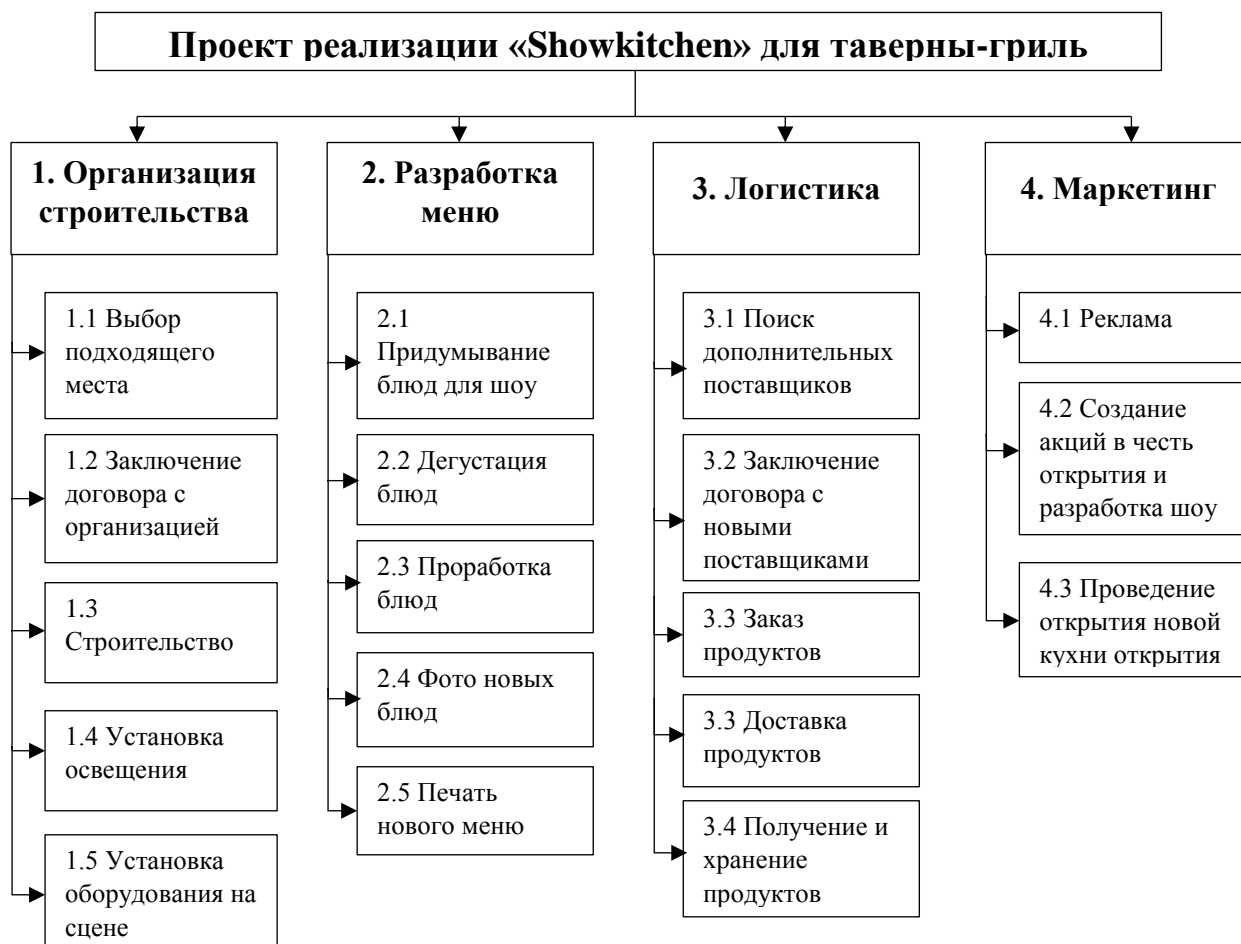 Проект реализации «Showkitchen» для таверны-гриль
1. Организация
строительства
2. Разработка
меню
3. Логистика
4. Маркетинг
1.1 Выбор
подходящего
места
1.2 Заключение
договора с
организацией
1.3
Строительство
1.4 Установка
освещения
1.5 Установка
оборудования на
сцене
2.1
Придумывание
блюд для шоу
2.2 Дегустация
блюд
2.3 Проработка
блюд
2.4 Фото новых
блюд
2.5 Печать
нового меню
3.1 Поиск
дополнительных
поставщиков
3.2 Заключение
договора с
новыми
поставщиками
3.3 Заказ
продуктов
3.3 Доставка
продуктов
3.4 Получение и
хранение
продуктов
4.1 Реклама
4.2 Создание
акций в честь
открытия и
разработка шоу
4.3 Проведение
открытия новой
кухни открытия